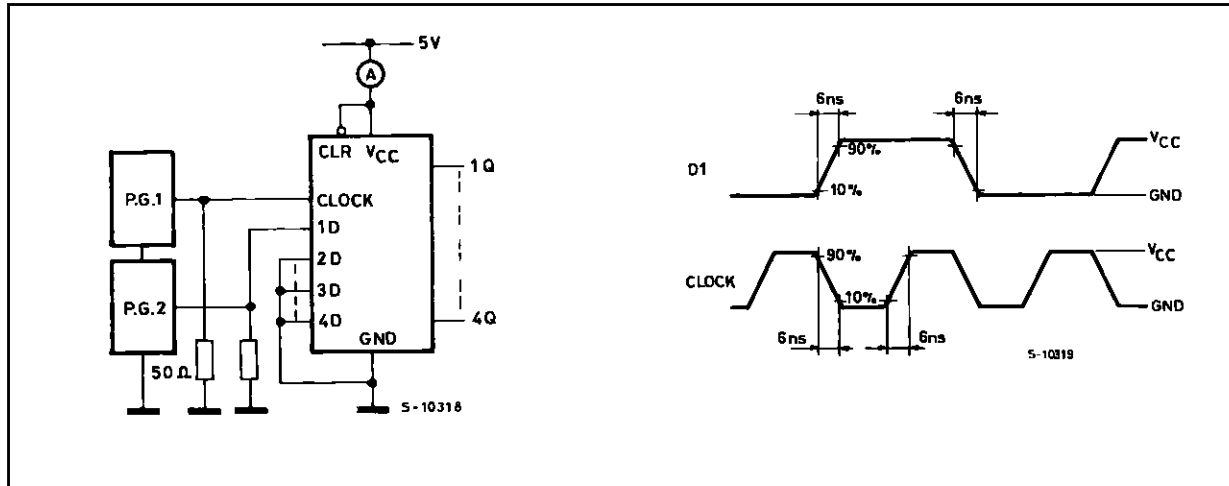 5V
A
CLR
VCC
P.G.1
CLOCK
1D
2D
3D
4D
GND
1Q
4Q
P.G.2
50Ω
S-10318
6ns
6ns
D1
90%
10%
VCC
GND
CLOCK
90%
10%
VCC
GND
6ns
6ns
S-10319